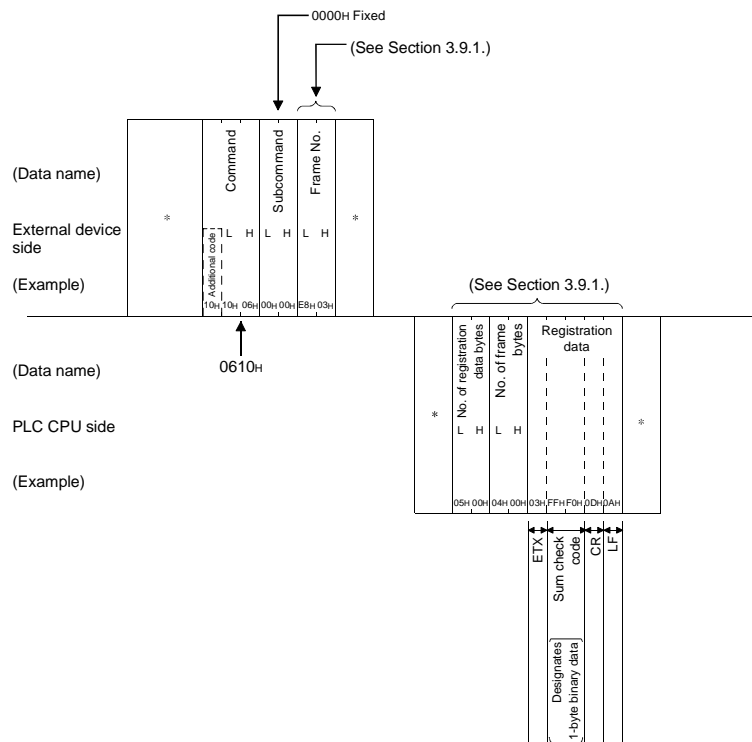 0000H Fixed
(See Section 3.9.1.)
(Data name)
External device
side
(Example)
*
Command
Subcommand
Frame No.
*
Additional code
L H L H L H
10H 10H 06H 00H 00H E8H 03H
0610H
(See Section 3.9.1.)
(Data name)
PLC CPU side
(Example)
*
No. of registration
data bytes
No. of frame
bytes
Registration
data
*
L H L H
05H 00H 04H 00H 03H FFH F0H 0DH 0AH
ETX
Sum check
code
CR
LF
Designates
1-byte binary data